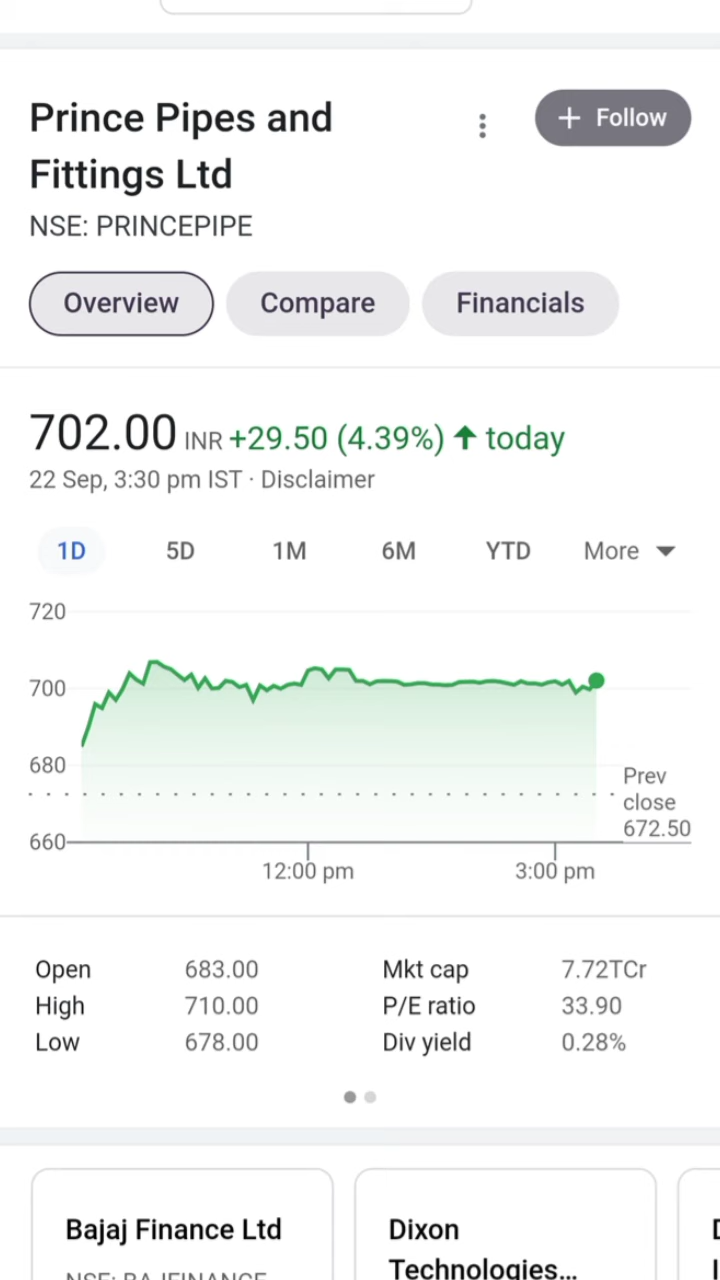 Prince Pipes and
Fittings Ltd
+ Follow
NSE: PRINCEPIPE
Overview
Compare
Financials
702.00 INR +29.50 (4.39%) ↑ today
22 Sep, 3:30 pm IST · Disclaimer
1D 5D 1M 6M YTD More
720
700
680
660
Prev
close
672.50
12:00 pm 3:00 pm
Open 683.00 Mkt cap 7.72TCr
High 710.00 P/E ratio 33.90
Low 678.00 Div yield 0.28%
Bajaj Finance Ltd
NSE: BAJFINANCE
Dixon
Technologies...